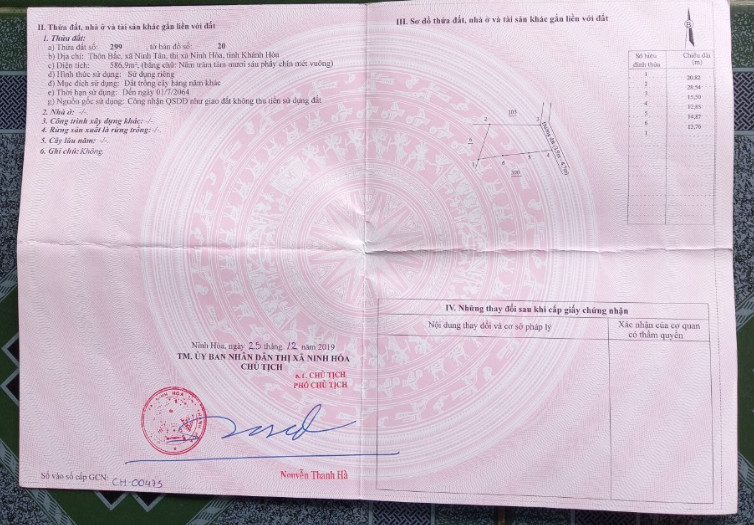 II. Thửa đất, nhà ở và tài sản khác gắn liền với đất
1. Thửa đất:
a) Thửa đất số: 299 , tờ bản đồ số: 20
b) Địa chỉ: Thôn Bắc, xã Ninh Tân, thị xã Ninh Hòa, tỉnh Khánh Hòa
c) Diện tích: 586,9m², (bằng chữ: Năm trăm tám mươi sáu phẩy chín mét vuông)
d) Hình thức sử dụng: Sử dụng riêng
đ) Mục đích sử dụng: Đất trồng cây hàng năm khác
e) Thời hạn sử dụng: Đến ngày 01/7/2064
g) Nguồn gốc sử dụng: Công nhận QSDĐ như giao đất không thu tiền sử dụng đất
2. Nhà ở: -/-
3. Công trình xây dựng khác: -/-
4. Rừng sản xuất là rừng trồng: -/-
5. Cây lâu năm: -/-
6. Ghi chú: Không.
Ninh Hòa, ngày 25 tháng 12 năm 2019
TM. ỦY BAN NHÂN DÂN THỊ XÃ NINH HÒA
CHỦ TỊCH
KT. CHỦ TỊCH
PHÓ CHỦ TỊCH
Nguyễn Thanh Hà
Số vào sổ cấp GCN: CH-00475
III. Sơ đồ thửa đất, nhà ở và tài sản khác gắn liền với đất
B
Số hiệu đỉnh thửa
Chiều dài (m)
1
2
3
4
5
6
1
IV. Những thay đổi sau khi cấp giấy chứng nhận
Nội dung thay đổi và cơ sở pháp lý
Xác nhận của cơ quan
có thẩm quyền